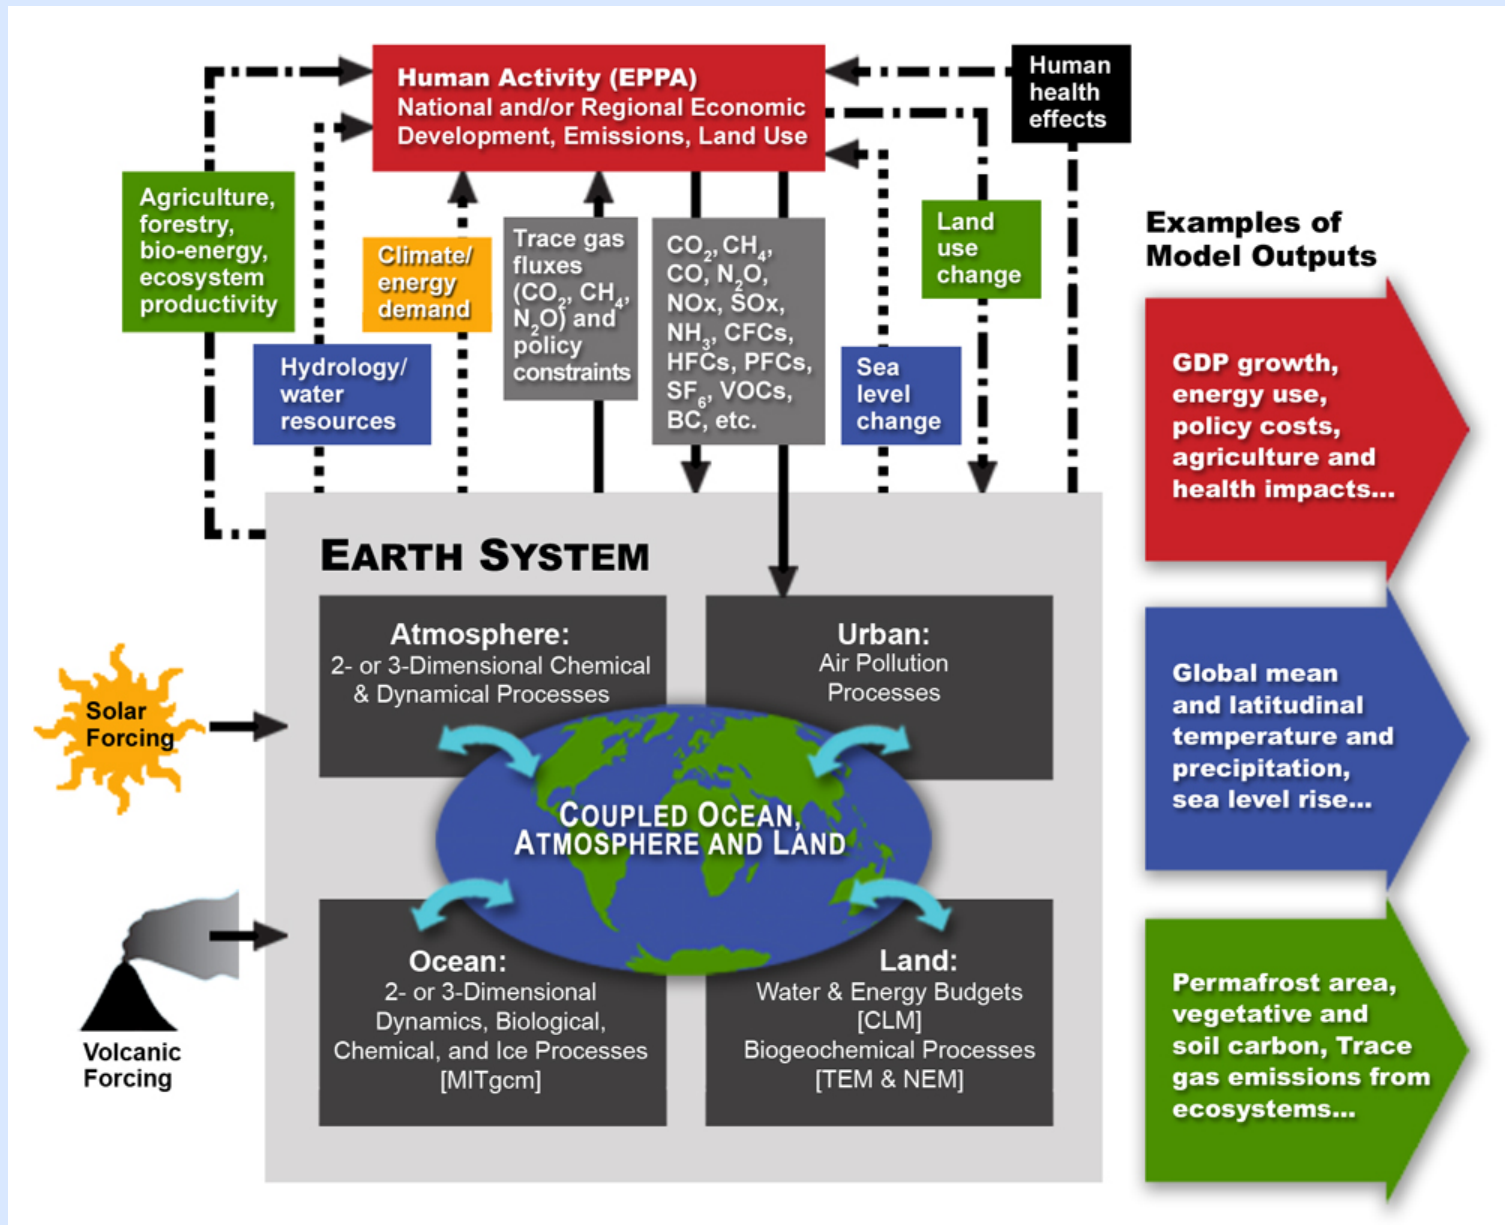 Human Activity (EPPA)
National and/or Regional Economic
Development, Emissions, Land Use
Human
health
effects
Agriculture,
forestry,
bio-energy,
ecosystem
productivity
Hydrology/
water
resources
Climate/
energy
demand
Trace gas
fluxes
(CO₂, CH₄,
N₂O) and
policy
constraints
CO₂, CH₄,
CO, N₂O,
NOx, SOx,
NH₃, CFCs,
HFCs, PFCs,
SF₆, VOCs,
BC, etc.
Sea
level
change
Land
use
change
EARTH SYSTEM
Atmosphere:
2- or 3-Dimensional Chemical
& Dynamical Processes
Urban:
Air Pollution
Processes
COUPLED OCEAN,
ATMOSPHERE AND LAND
Ocean:
2- or 3-Dimensional
Dynamics, Biological,
Chemical, and Ice Processes
[MITgcm]
Land:
Water & Energy Budgets
[CLM]
Biogeochemical Processes
[TEM & NEM]
Solar
Forcing
Volcanic
Forcing
Examples of
Model Outputs
GDP growth,
energy use,
policy costs,
agriculture and
health impacts...
Global mean
and latitudinal
temperature and
precipitation,
sea level rise...
Permafrost area,
vegetative and
soil carbon, Trace
gas emissions from
ecosystems...